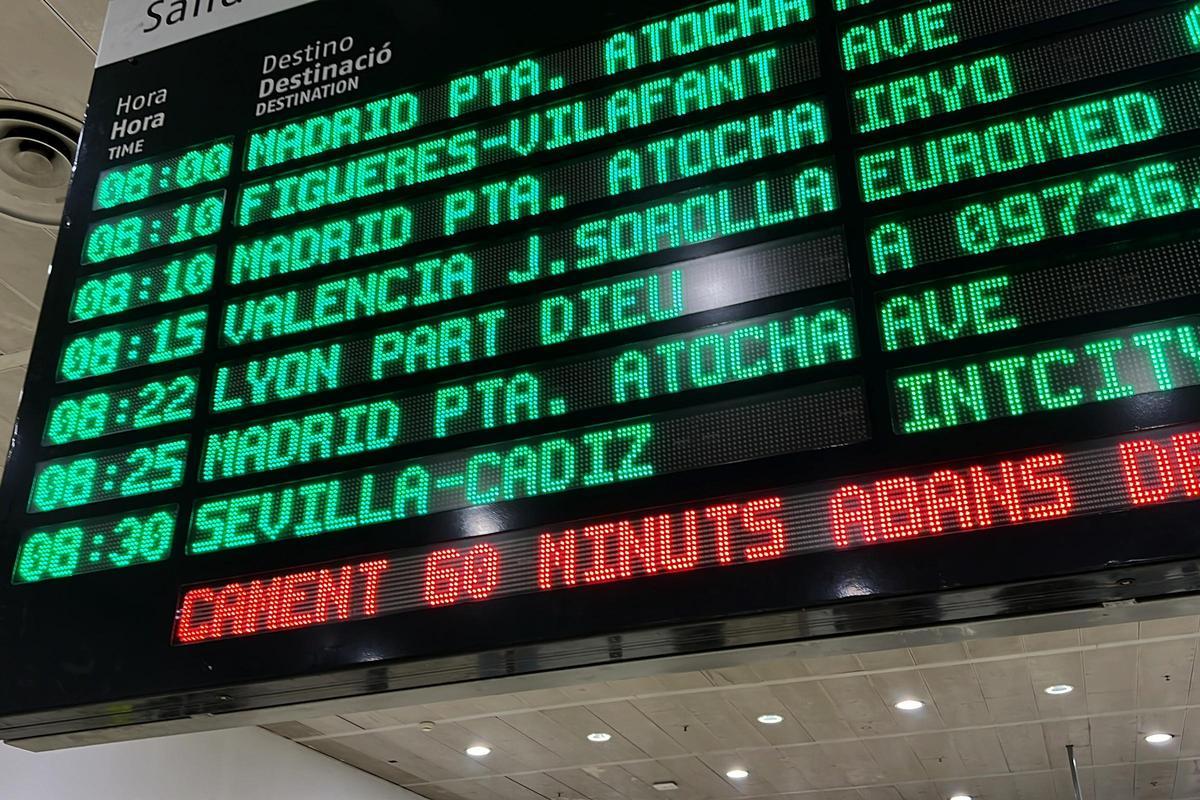 Hora
Hora
TIME
Destino
Destinació
DESTINATION
08:00 MADRID PTA. ATOCHA
08:10 FIGUERES-VILAFANT AVE
08:10 MADRID PTA. ATOCHA IRYO
08:15 VALENCIA J.SOROLLA EUROMED
08:22 LYON PART DIEU A 09736
08:25 MADRID PTA. ATOCHA AVE
08:30 SEVILLA-CADIZ INTCITY
CAMENT 60 MINUTS ABANS DE